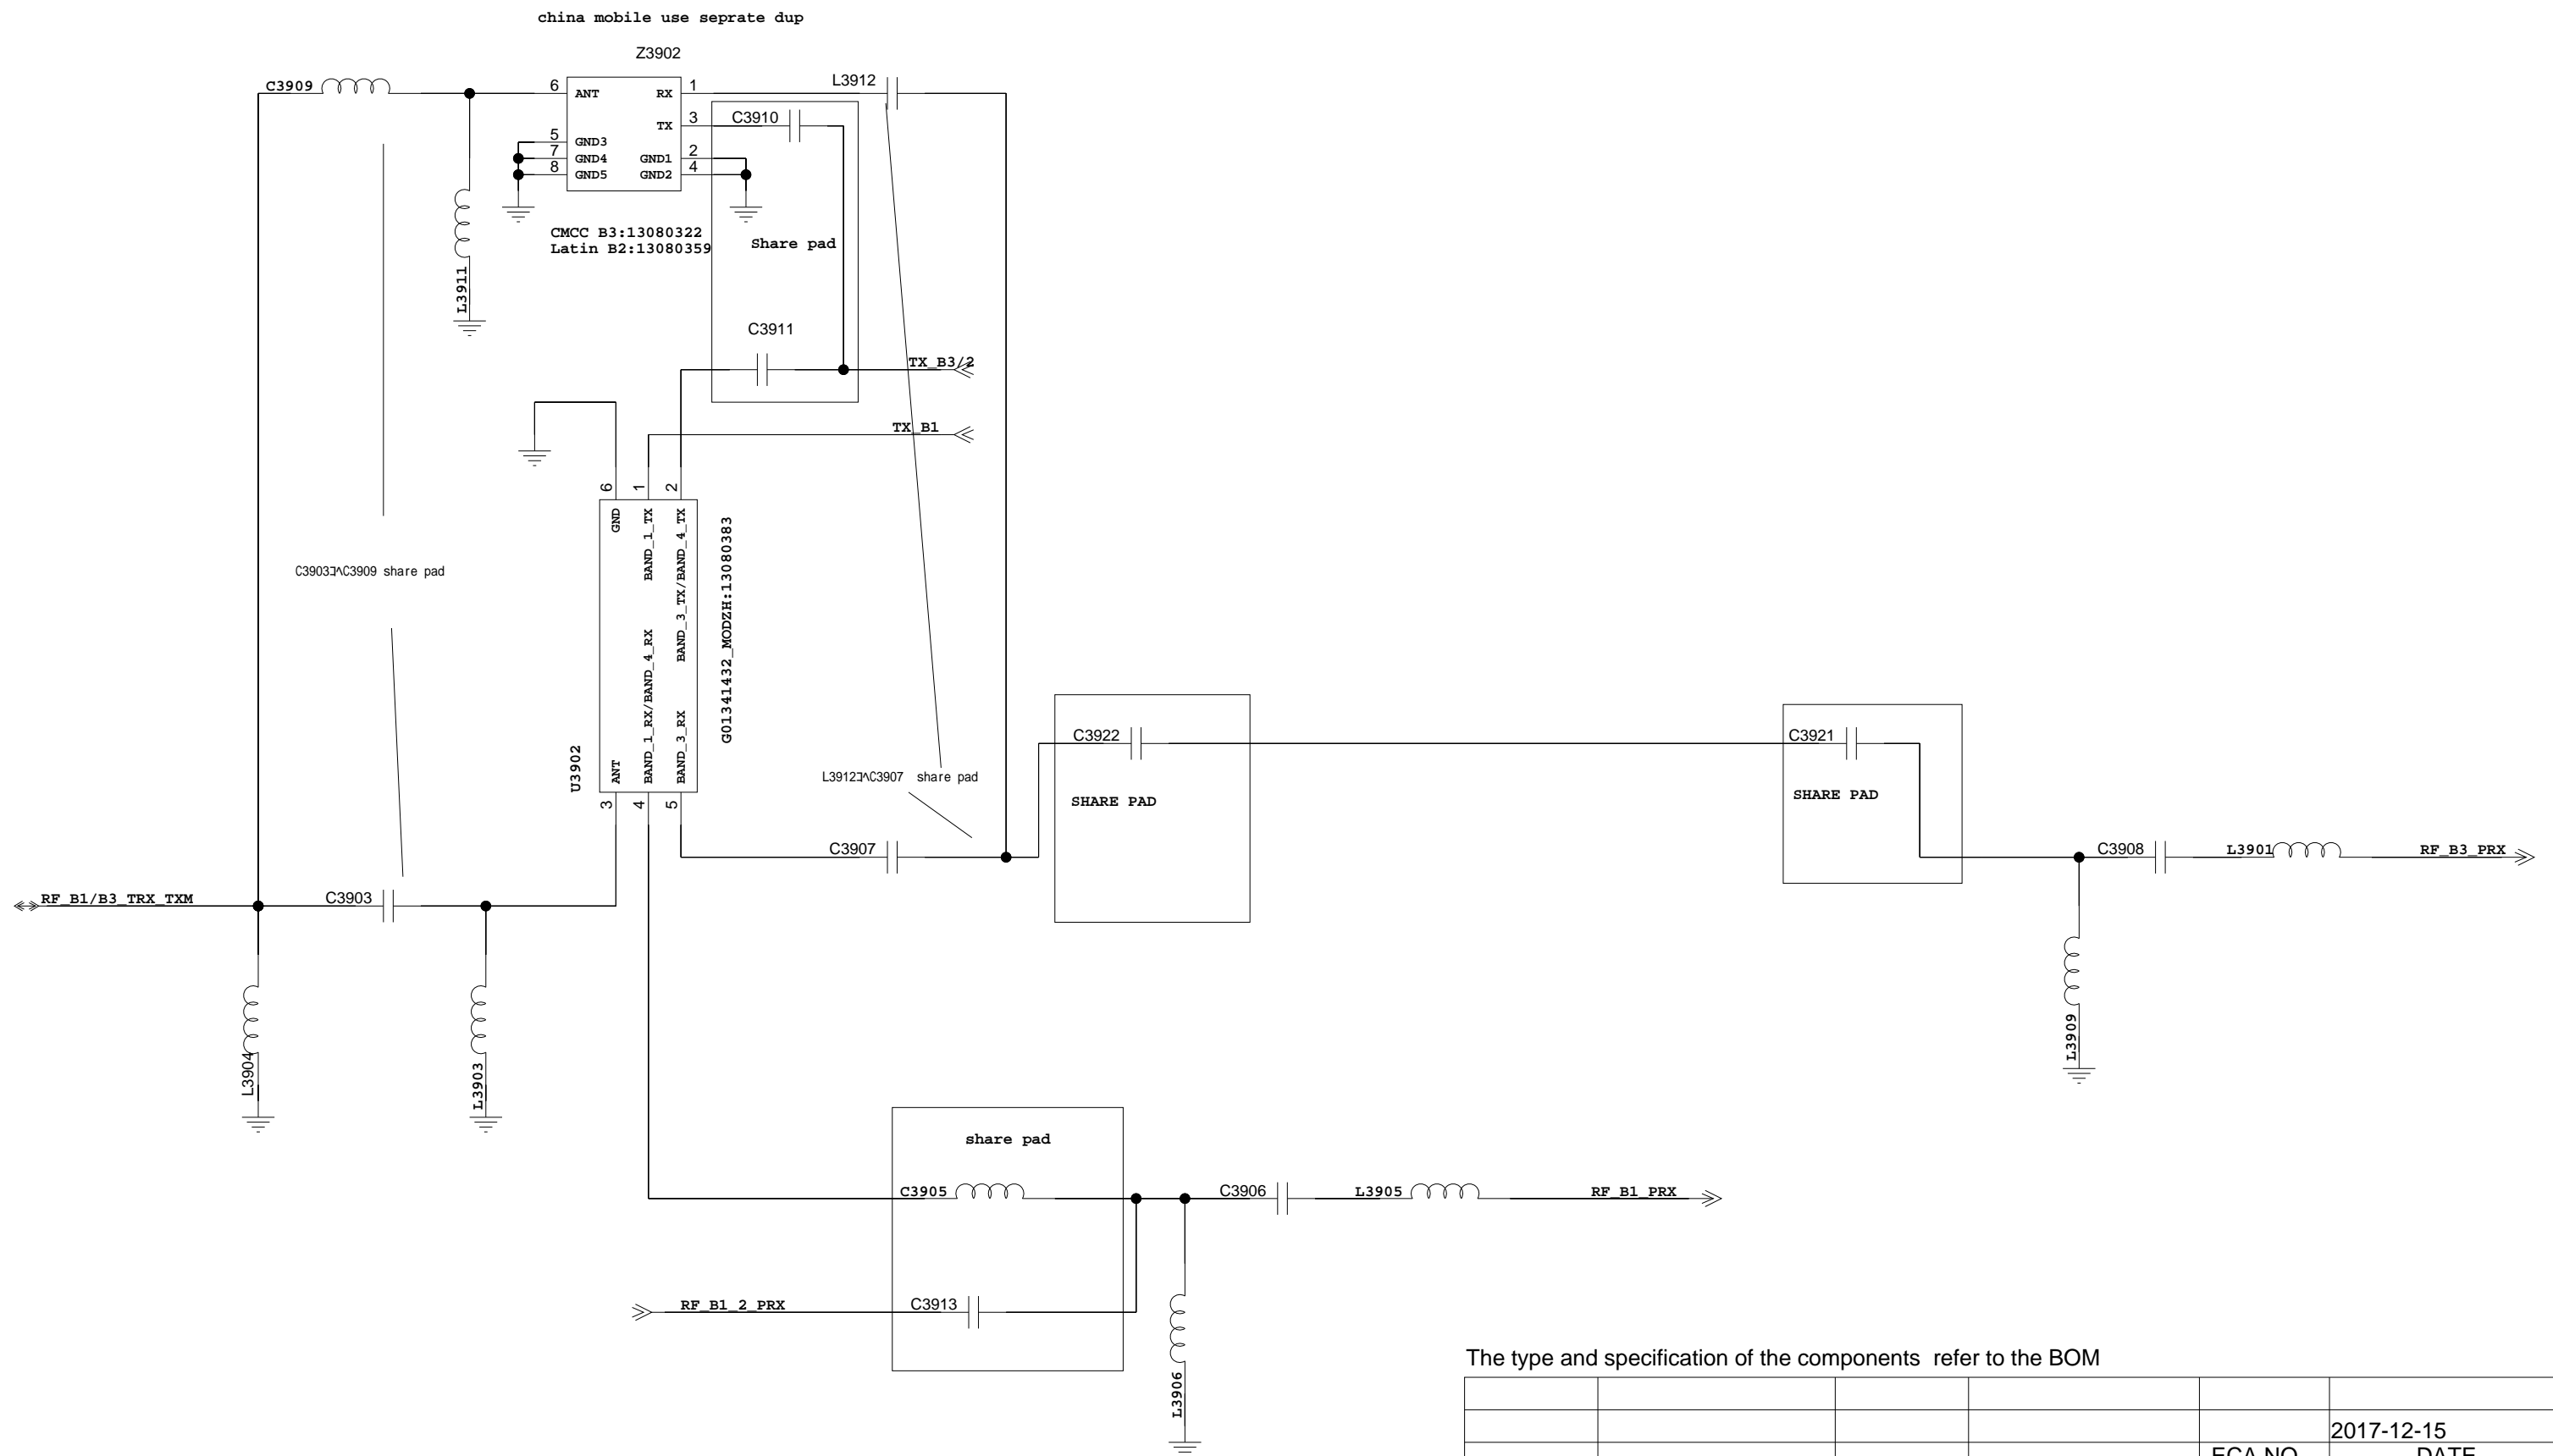 china mobile use seprate dup
Z3902
C3909
6 ANT RX 1
L3912
TX 3
C3910
5 GND3
7 GND4 GND1 2
8 GND5 GND2 4
CMCC B3:13080322
Latin B2:13080359
Share pad
L3911
C3911
TX_B3/2
TX_B1
6 GND
1 BAND_1_TX
2 BAND_3_TX/BAND_4_TX
G01341432_MODZH:13080383
C3903 C3909 share pad
U3902
3 ANT
4 BAND_1_RX/BAND_4_RX
5 BAND_3_RX
L3912 C3907 share pad
C3922
SHARE PAD
C3921
SHARE PAD
C3907
C3908
L3901
RF_B3_PRX
RF_B1/B3_TRX_TXM
C3903
L3904
L3903
L3909
share pad
C3905
C3906
L3905
RF_B1_PRX
RF_B1_2_PRX
C3913
L3906
The type and specification of the components refer to the BOM
2017-12-15
ECA NO
DATE